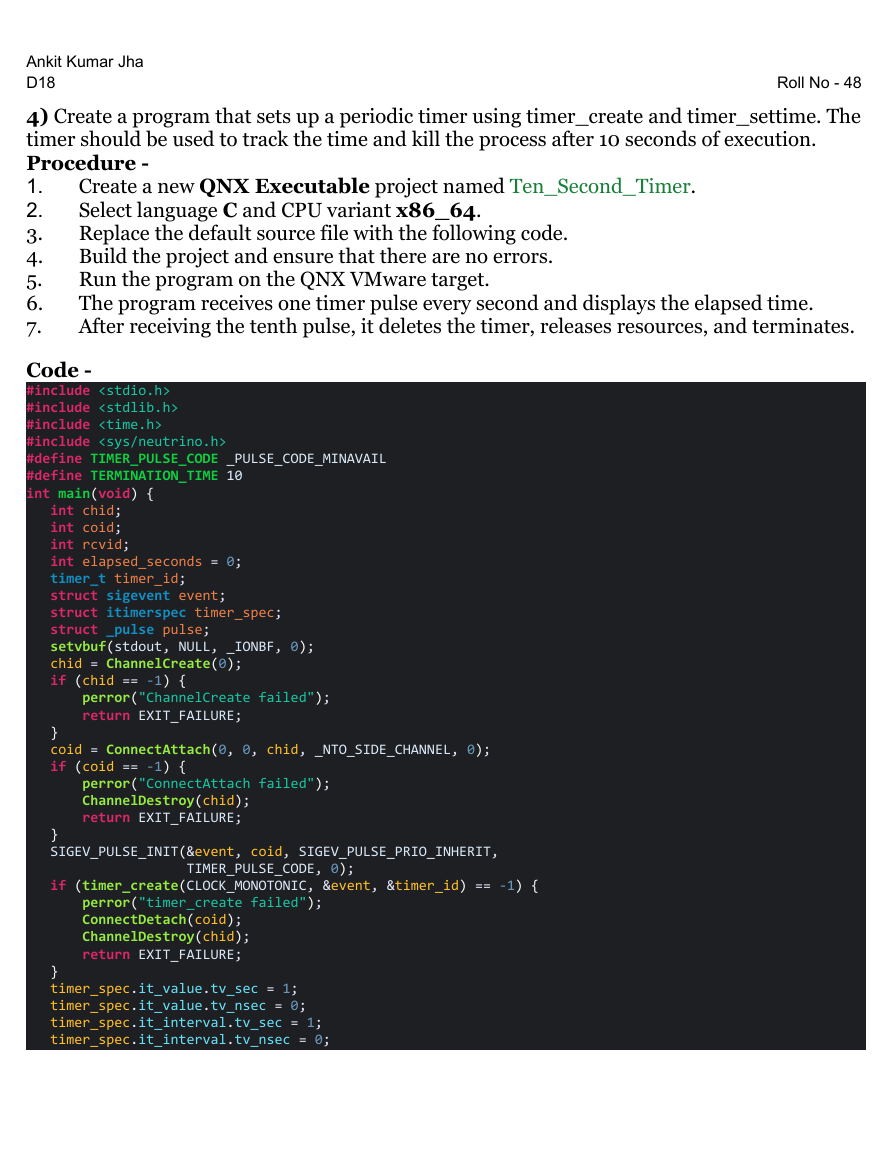 Ankit Kumar Jha
D18 Roll No - 48
4) Create a program that sets up a periodic timer using timer_create and timer_settime. The
timer should be used to track the time and kill the process after 10 seconds of execution.
Procedure -
1. Create a new QNX Executable project named Ten_Second_Timer.
2. Select language C and CPU variant x86_64.
3. Replace the default source file with the following code.
4. Build the project and ensure that there are no errors.
5. Run the program on the QNX VMware target.
6. The program receives one timer pulse every second and displays the elapsed time.
7. After receiving the tenth pulse, it deletes the timer, releases resources, and terminates.
Code -
#include <stdio.h>
#include <stdlib.h>
#include <time.h>
#include <sys/neutrino.h>
#define TIMER_PULSE_CODE _PULSE_CODE_MINAVAIL
#define TERMINATION_TIME 10
int main(void) {
   int chid;
   int coid;
   int rcvid;
   int elapsed_seconds = 0;
   timer_t timer_id;
   struct sigevent event;
   struct itimerspec timer_spec;
   struct _pulse pulse;
   setvbuf(stdout, NULL, _IONBF, 0);
   chid = ChannelCreate(0);
   if (chid == -1) {
       perror("ChannelCreate failed");
       return EXIT_FAILURE;
   }
   coid = ConnectAttach(0, 0, chid, _NTO_SIDE_CHANNEL, 0);
   if (coid == -1) {
       perror("ConnectAttach failed");
       ChannelDestroy(chid);
       return EXIT_FAILURE;
   }
   SIGEV_PULSE_INIT(&event, coid, SIGEV_PULSE_PRIO_INHERIT,
                    TIMER_PULSE_CODE, 0);
   if (timer_create(CLOCK_MONOTONIC, &event, &timer_id) == -1) {
       perror("timer_create failed");
       ConnectDetach(coid);
       ChannelDestroy(chid);
       return EXIT_FAILURE;
   }
   timer_spec.it_value.tv_sec = 1;
   timer_spec.it_value.tv_nsec = 0;
   timer_spec.it_interval.tv_sec = 1;
   timer_spec.it_interval.tv_nsec = 0;